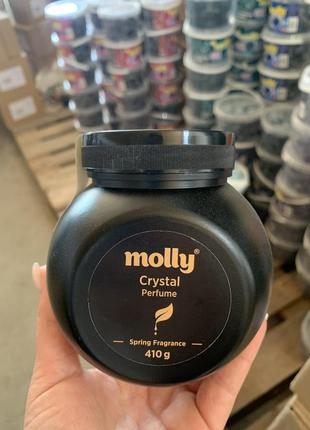 molly®
Crystal
Perfume
Spring Fragrance
410 g